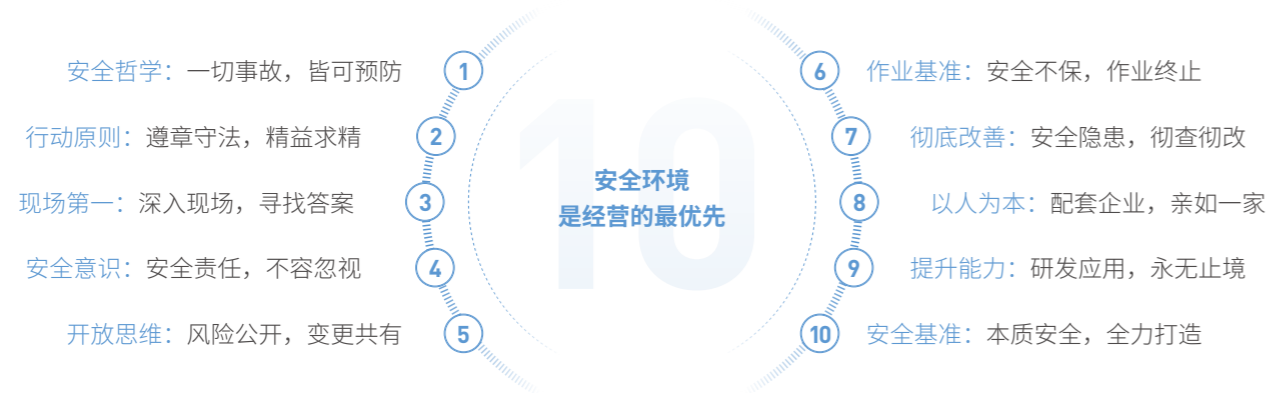 安全哲学：一切事故，皆可预防
1
行动原则：遵章守法，精益求精
2
现场第一：深入现场，寻找答案
3
安全意识：安全责任，不容忽视
4
开放思维：风险公开，变更共有
5
10
安全环境
是经营的最优先
6
作业基准：安全不保，作业终止
7
彻底改善：安全隐患，彻查彻改
8
以人为本：配套企业，亲如一家
9
提升能力：研发应用，永无止境
10
安全基准：本质安全，全力打造